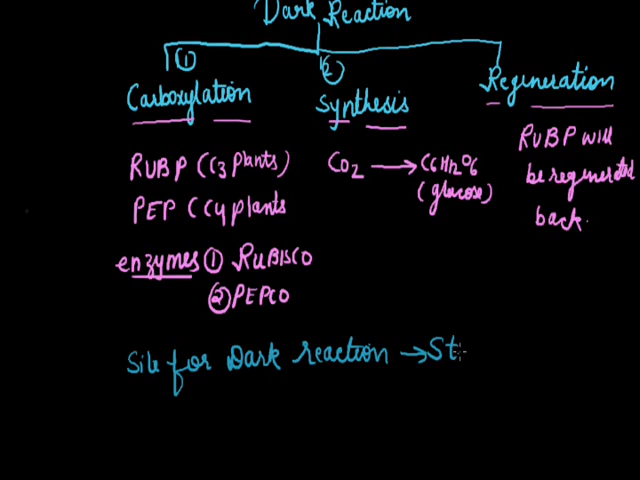 Dark Reaction
① ②
Carboxylation Synthesis Regeneration
RUBP (C3 plants) CO2 → C6H12O6 RUBP will
PEP (C4 plants (glucose) be regenerated
back.
enzymes ① RUBISCO
② PEPCO
Site for Dark reaction → St